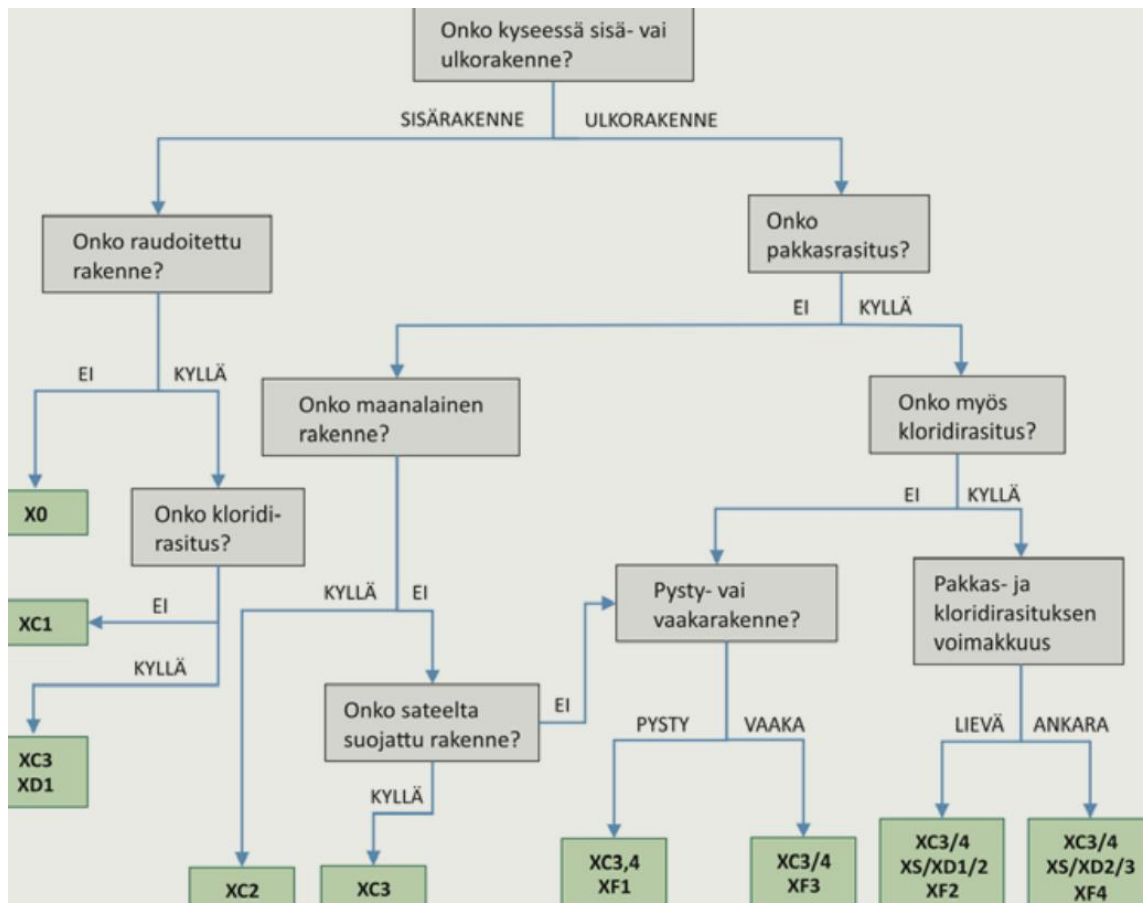 Onko kyseessä sisä- vai
ulkorakenne?
SISÄRAKENNE
ULKORAKENNE
Onko raudoitettu
rakenne?
Onko
pakkasrasitus?
EI
KYLLÄ
EI
KYLLÄ
Onko maanalainen
rakenne?
Onko myös
kloridirasitus?
X0
Onko kloridi-
rasitus?
EI
KYLLÄ
XC1
EI
KYLLÄ
EI
Pysty- vai
vaakarakenne?
Pakkas- ja
kloridirasituksen
voimakkuus
KYLLÄ
Onko sateelta
suojattu rakenne?
EI
PYSTY
VAAKA
LIEVÄ
ANKARA
XC3
XD1
KYLLÄ
XC2
XC3
XC3,4
XF1
XC3/4
XF3
XC3/4
XS/XD1/2
XF2
XC3/4
XS/XD2/3
XF4